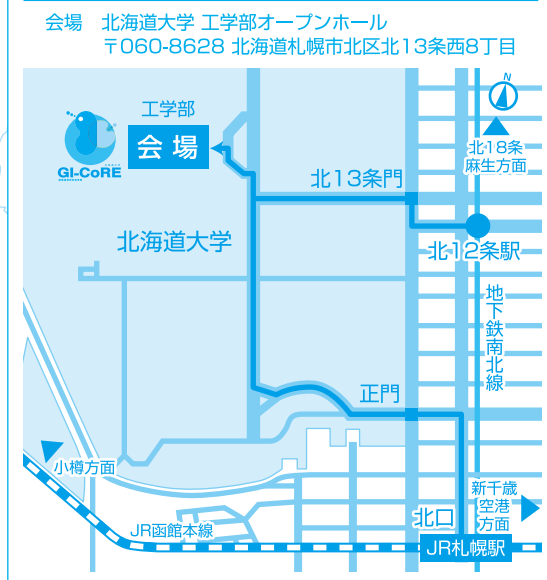 会場　北海道大学 工学部オープンホール
〒060-8628 北海道札幌市北区北13条西8丁目
N
工学部
会場
GI-CoRE
北18条
麻生方面
北13条門
北海道大学
北12条駅
地下鉄南北線
正門
小樽方面
新千歳
空港
方面
北口
JR函館本線
JR札幌駅